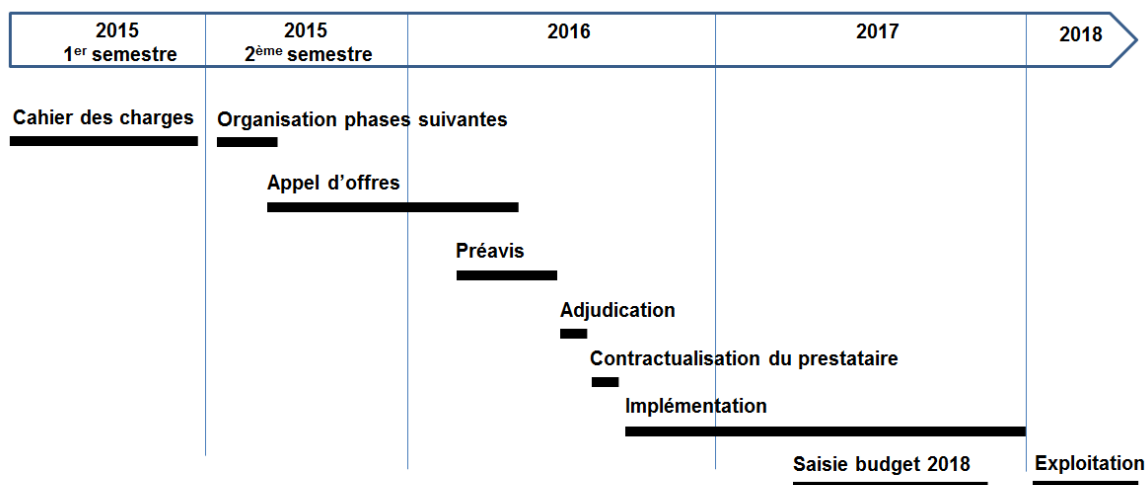 2015
1er semestre
2015
2ème semestre
2016
2017
2018
Cahier des charges
Organisation phases suivantes
Appel d'offres
Préavis
Adjudication
Contractualisation du prestataire
Implémentation
Saisie budget 2018
Exploitation